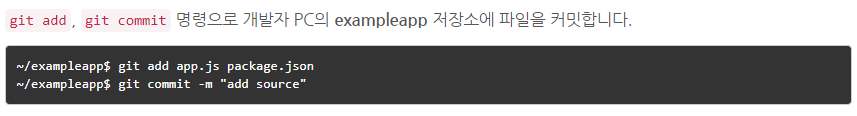 git add, git commit 명령으로 개발자 PC의 exampleapp 저장소에 파일을 커밋합니다.
~/exampleapp$ git add app.js package.json
~/exampleapp$ git commit -m "add source"